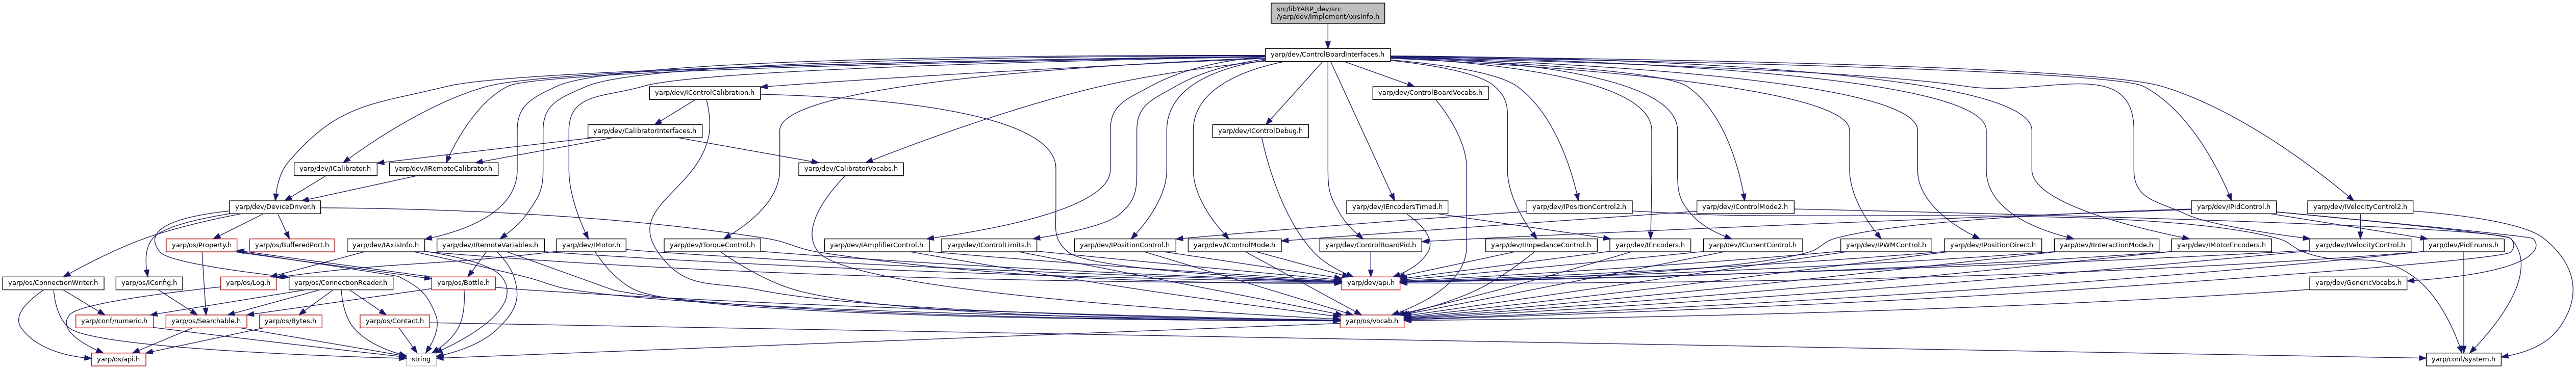 src/libYARP_dev/src
/yarp/dev/ImplementAxisInfo.h
yarp/dev/ControlBoardInterfaces.h
yarp/dev/IControlCalibration.h
yarp/dev/ControlBoardVocabs.h
yarp/dev/CalibratorInterfaces.h
yarp/dev/IControlDebug.h
yarp/dev/ICalibrator.h
yarp/dev/IRemoteCalibrator.h
yarp/dev/CalibratorVocabs.h
yarp/dev/DeviceDriver.h
yarp/dev/IEncodersTimed.h
yarp/dev/IPositionControl2.h
yarp/dev/IControlMode2.h
yarp/dev/IPidControl.h
yarp/dev/IVelocityControl2.h
yarp/os/Property.h
yarp/os/BufferedPort.h
yarp/dev/IAxisInfo.h
yarp/dev/IRemoteVariables.h
yarp/dev/IMotor.h
yarp/dev/ITorqueControl.h
yarp/dev/IAmplifierControl.h
yarp/dev/IControlLimits.h
yarp/dev/IPositionControl.h
yarp/dev/IControlMode.h
yarp/dev/ControlBoardPid.h
yarp/dev/IImpedanceControl.h
yarp/dev/IEncoders.h
yarp/dev/ICurrentControl.h
yarp/dev/IPWMControl.h
yarp/dev/IPositionDirect.h
yarp/dev/IInteractionMode.h
yarp/dev/IMotorEncoders.h
yarp/dev/IVelocityControl.h
yarp/dev/PidEnums.h
yarp/os/ConnectionWriter.h
yarp/os/IConfig.h
yarp/os/Log.h
yarp/os/ConnectionReader.h
yarp/os/Bottle.h
yarp/dev/api.h
yarp/dev/GenericVocabs.h
yarp/conf/numeric.h
yarp/os/Searchable.h
yarp/os/Bytes.h
yarp/os/Contact.h
yarp/os/Vocab.h
yarp/os/api.h
string
yarp/conf/system.h